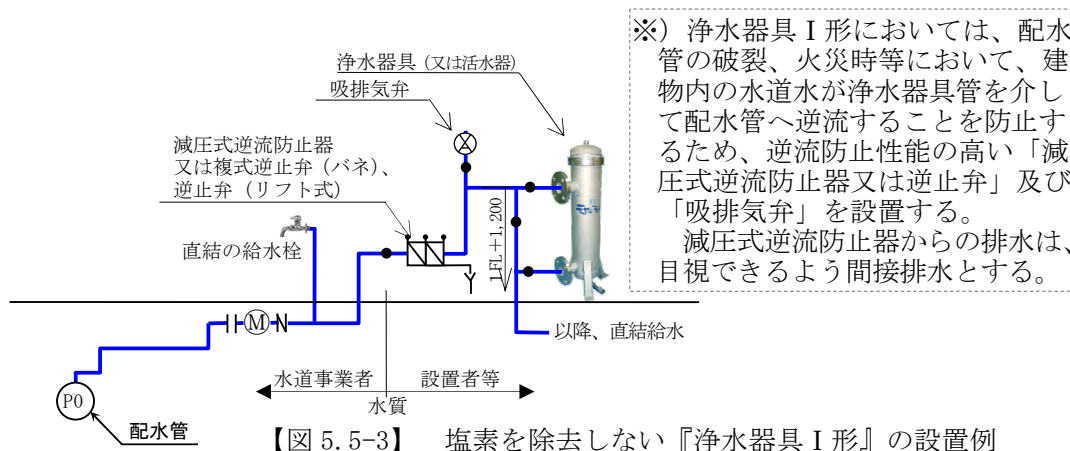 浄水器具（又は活水器）
吸排気弁
減圧式逆流防止器
又は複式逆止弁（バネ）、
逆止弁（リフト式）
直結の給水栓
1FL＋1,200
M
以降、直結給水
水道事業者
設置者等
水質
PO
配水管
※）浄水器具Ⅰ形においては、配水
管の破裂、火災時等において、建
物内の水道水が浄水器具管を介し
て配水管へ逆流することを防止す
るため、逆流防止性能の高い「減
圧式逆流防止器又は逆止弁」及び
「吸排気弁」を設置する。
減圧式逆流防止器からの排水は、
目視できるよう間接排水とする。
【図 5.5-3】 塩素を除去しない『浄水器具Ⅰ形』の設置例